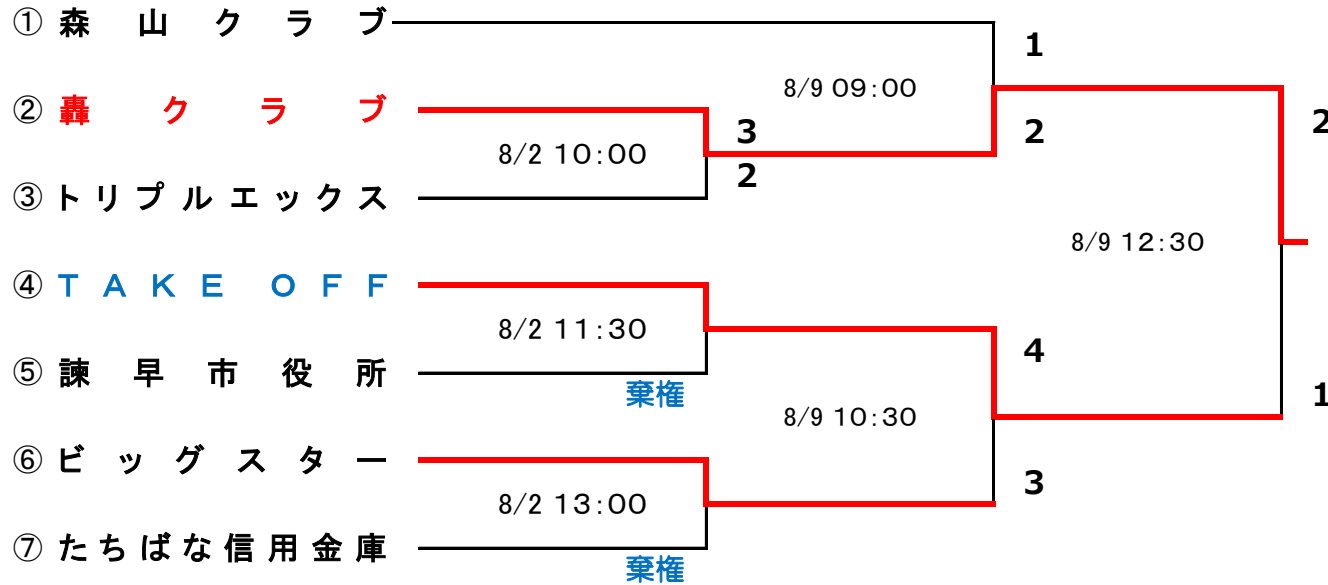 ① 森山クラブ
1
8/9 09:00
② 轟クラブ
3
2
2
8/2 10:00
2
③ トリプルエックス
8/9 12:30
④ TAKE OFF
8/2 11:30
4
⑤ 諫早市役所
棄権
1
8/9 10:30
⑥ ビッグスター
3
8/2 13:00
⑦ たちばな信用金庫
棄権